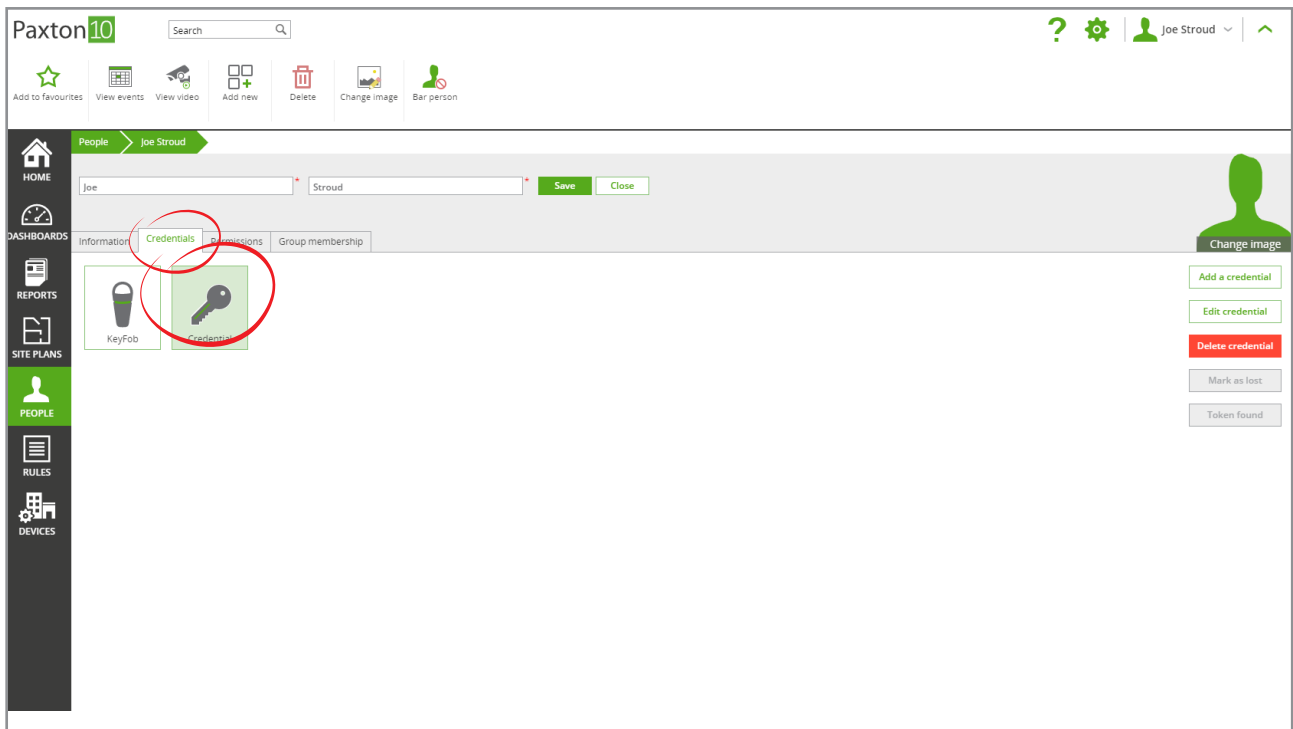 Paxton10
Search
Joe Stroud
Add to favourites
View events
View video
Add new
Delete
Change image
Bar person
HOME
DASHBOARDS
REPORTS
SITE PLANS
PEOPLE
RULES
DEVICES
People
Joe Stroud
Joe
*
Stroud
*
Save
Close
Change image
Information
Credentials
Permissions
Group membership
KeyFob
Credential
Add a credential
Edit credential
Delete credential
Mark as lost
Token found